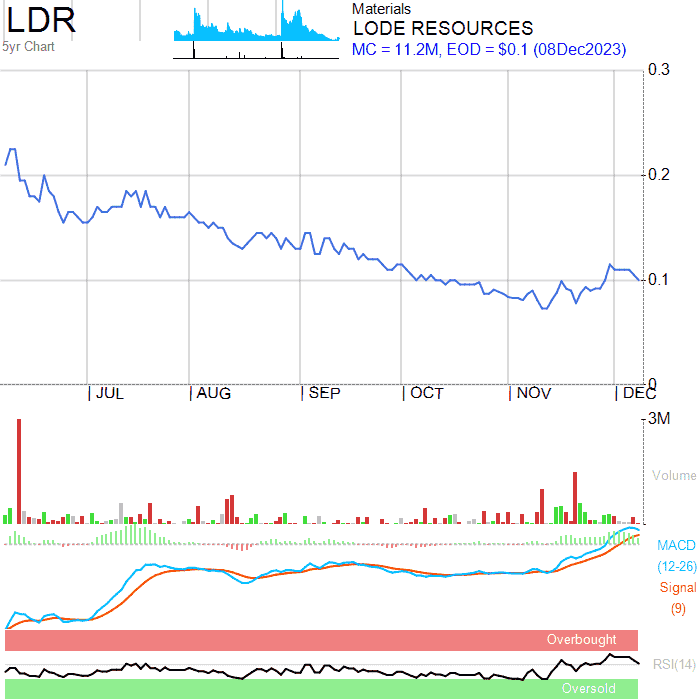 LDR
5yr Chart
Materials
LODE RESOURCES
MC = 11.2M, EOD = $0.1 (08Dec2023)
0.3
0.2
0.1
0
JUL AUG SEP OCT NOV DEC
3M
Volume
MACD
(12-26)
Signal
(9)
Overbought
RSI(14)
Oversold